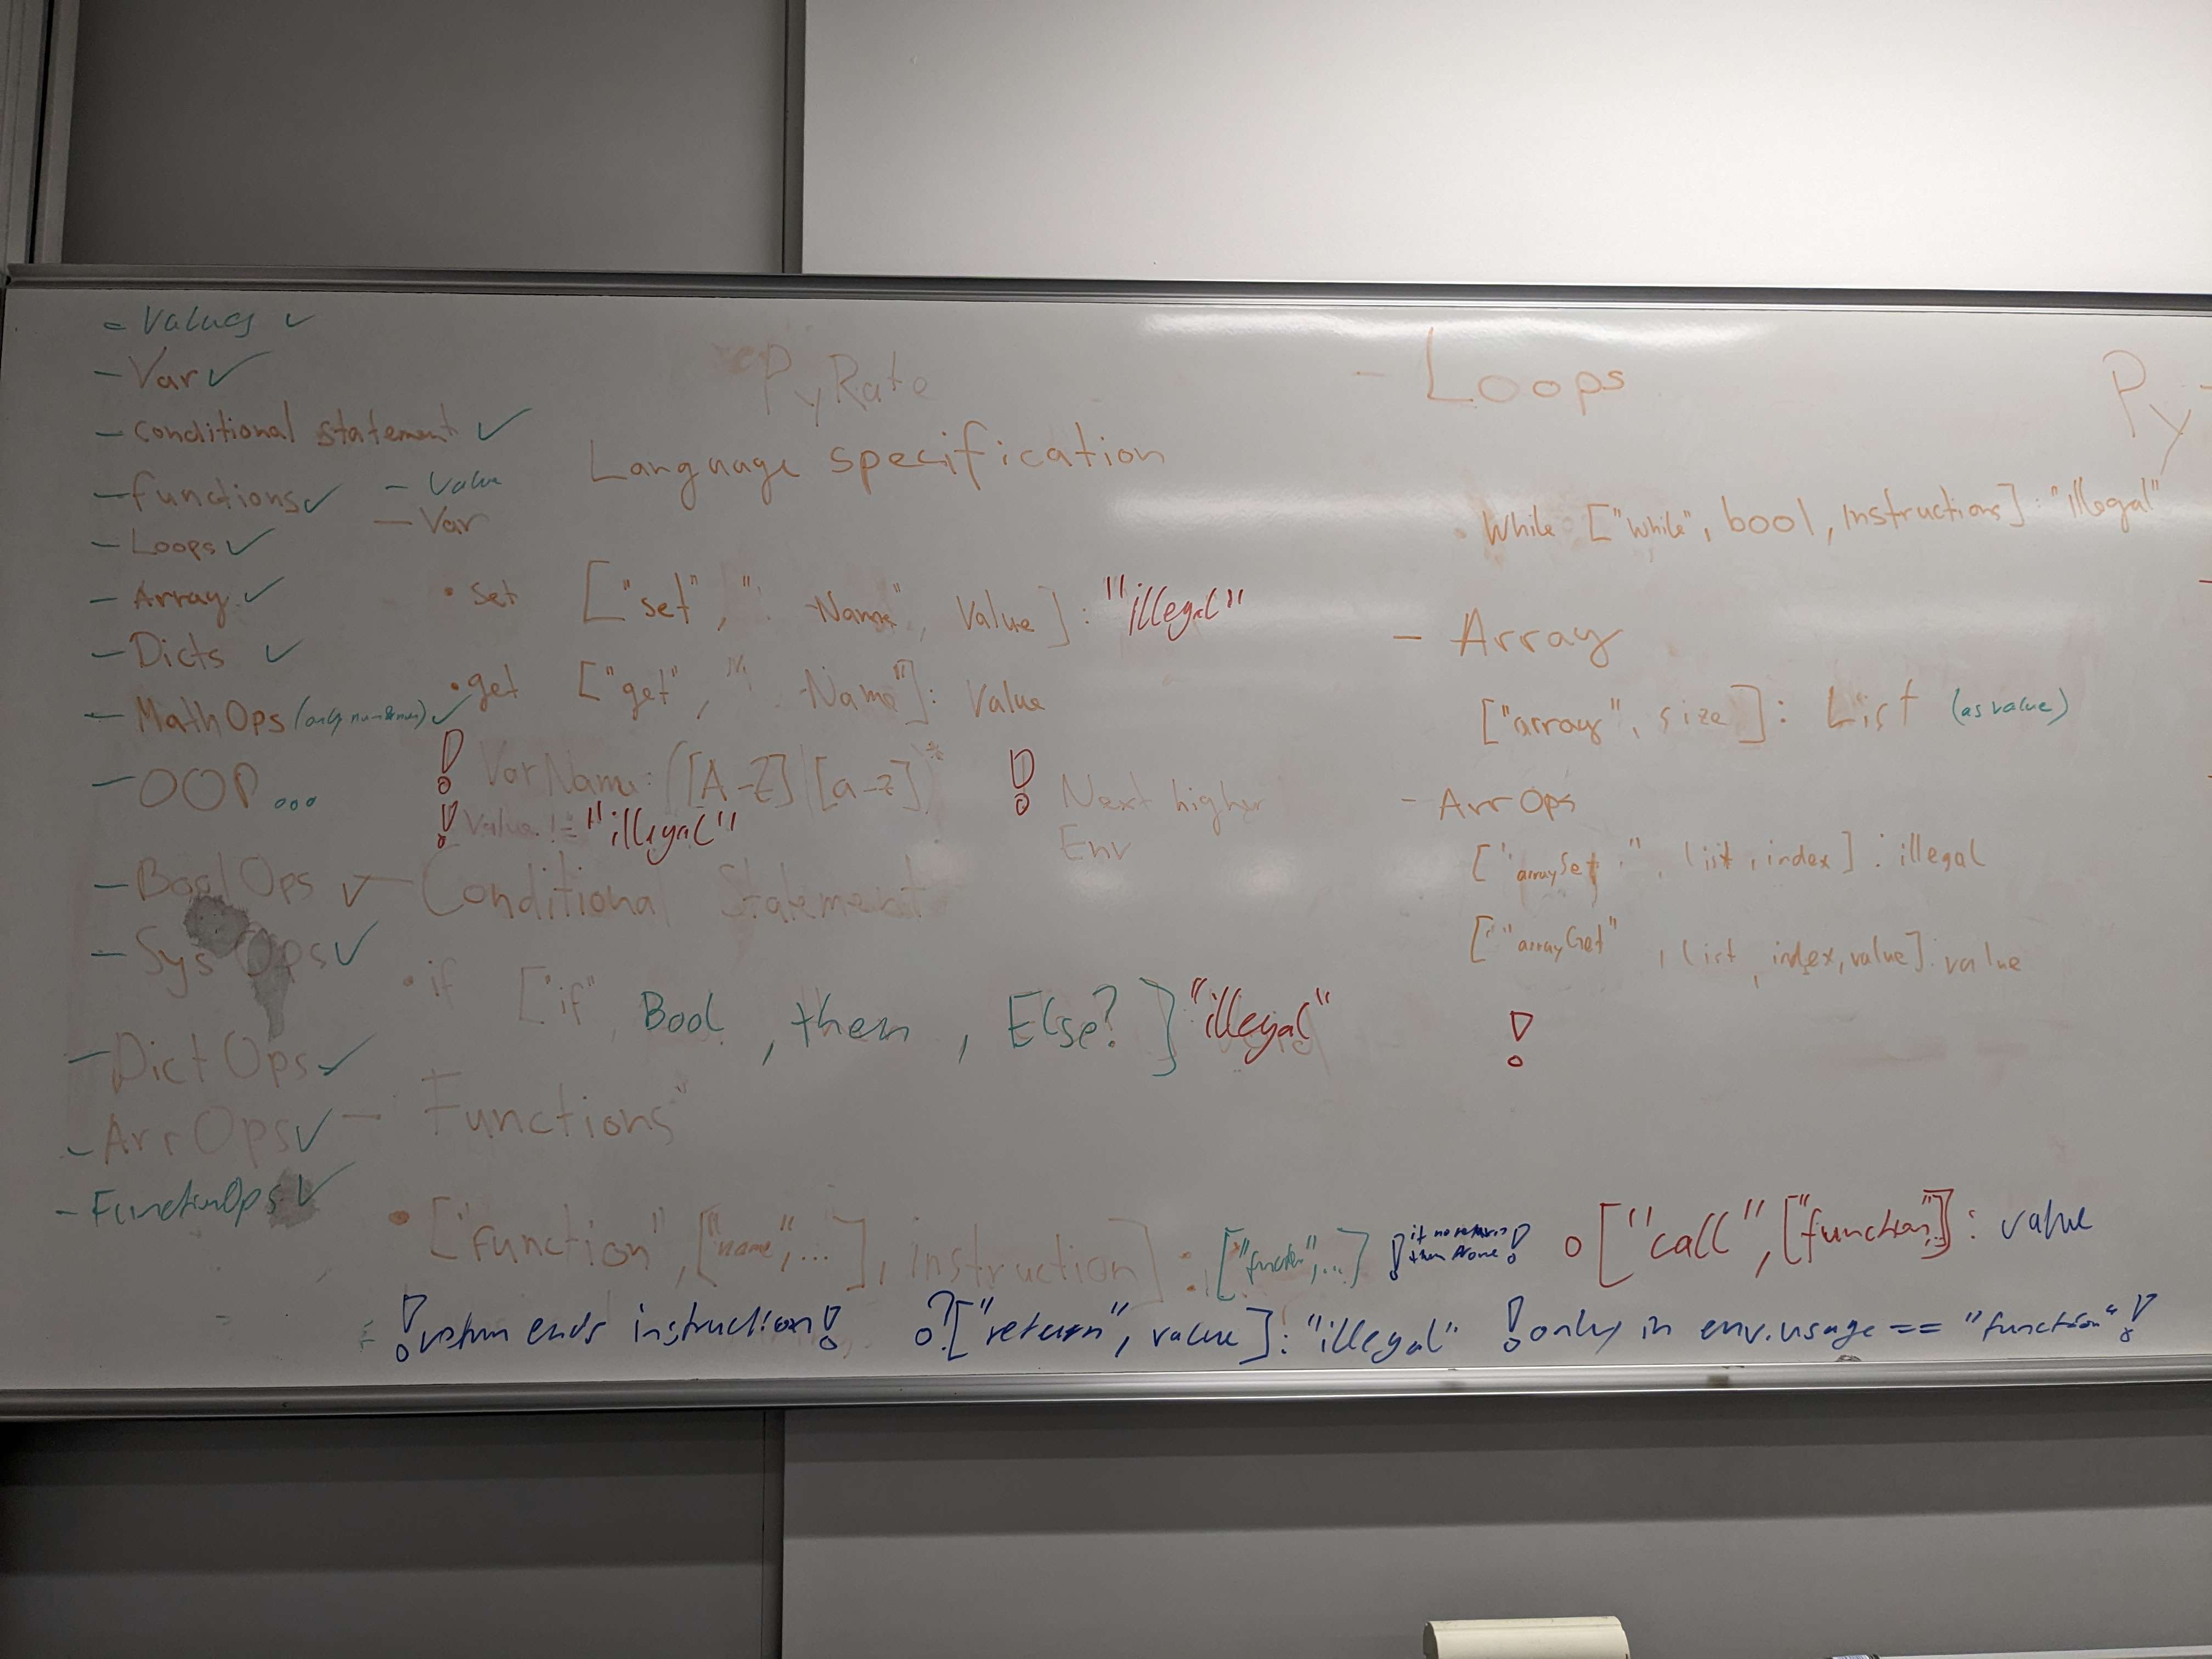 - Values ✓
- Var ✓
- Conditional statement ✓
- functions ✓
- Loops ✓
- Array ✓
- Dicts ✓
- MathOps (only num & num) ✓
- OOP...
- BoolOps ✓
- SysOps ✓
- DictOps ✓
- ArrOps ✓
- FunctinOps ✓
PyRate
Language specification
- Value
- Var
• set ["set", " -Name", Value]: "illegal"
• get ["get", " -Name"]: Value
! VarName: ([A-Z]|[a-z])*
! Next higher
Env
! Value != "illegal"
- Conditional Statement
• if ["if" Bool, then, Else?] "illegal"
- Functions
• ["function", ["name",...], instruction]: [" ",...] ! if no return
then None !
• ["call", ["function"]]: value
! return ends instruction !
• ["return", value]: "illegal" ! only in env.usage == "function" !
- Loops
• While ["while", bool, instructions]: "illegal"
- Array
["array", size]: List (as value)
- ArrOps
["arraySet", list, index]: illegal
["arrayGet", list, index, value]: value
!
Py